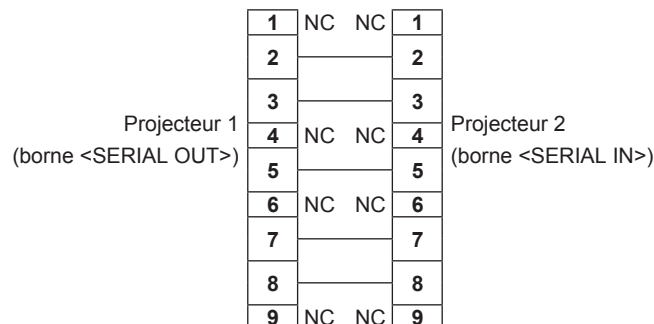 1 NC NC 1
2 2
3 3
Projecteur 1
(borne <SERIAL OUT>)
4 NC NC 4
Projecteur 2
(borne <SERIAL IN>)
5 5
6 NC NC 6
7 7
8 8
9 NC NC 9